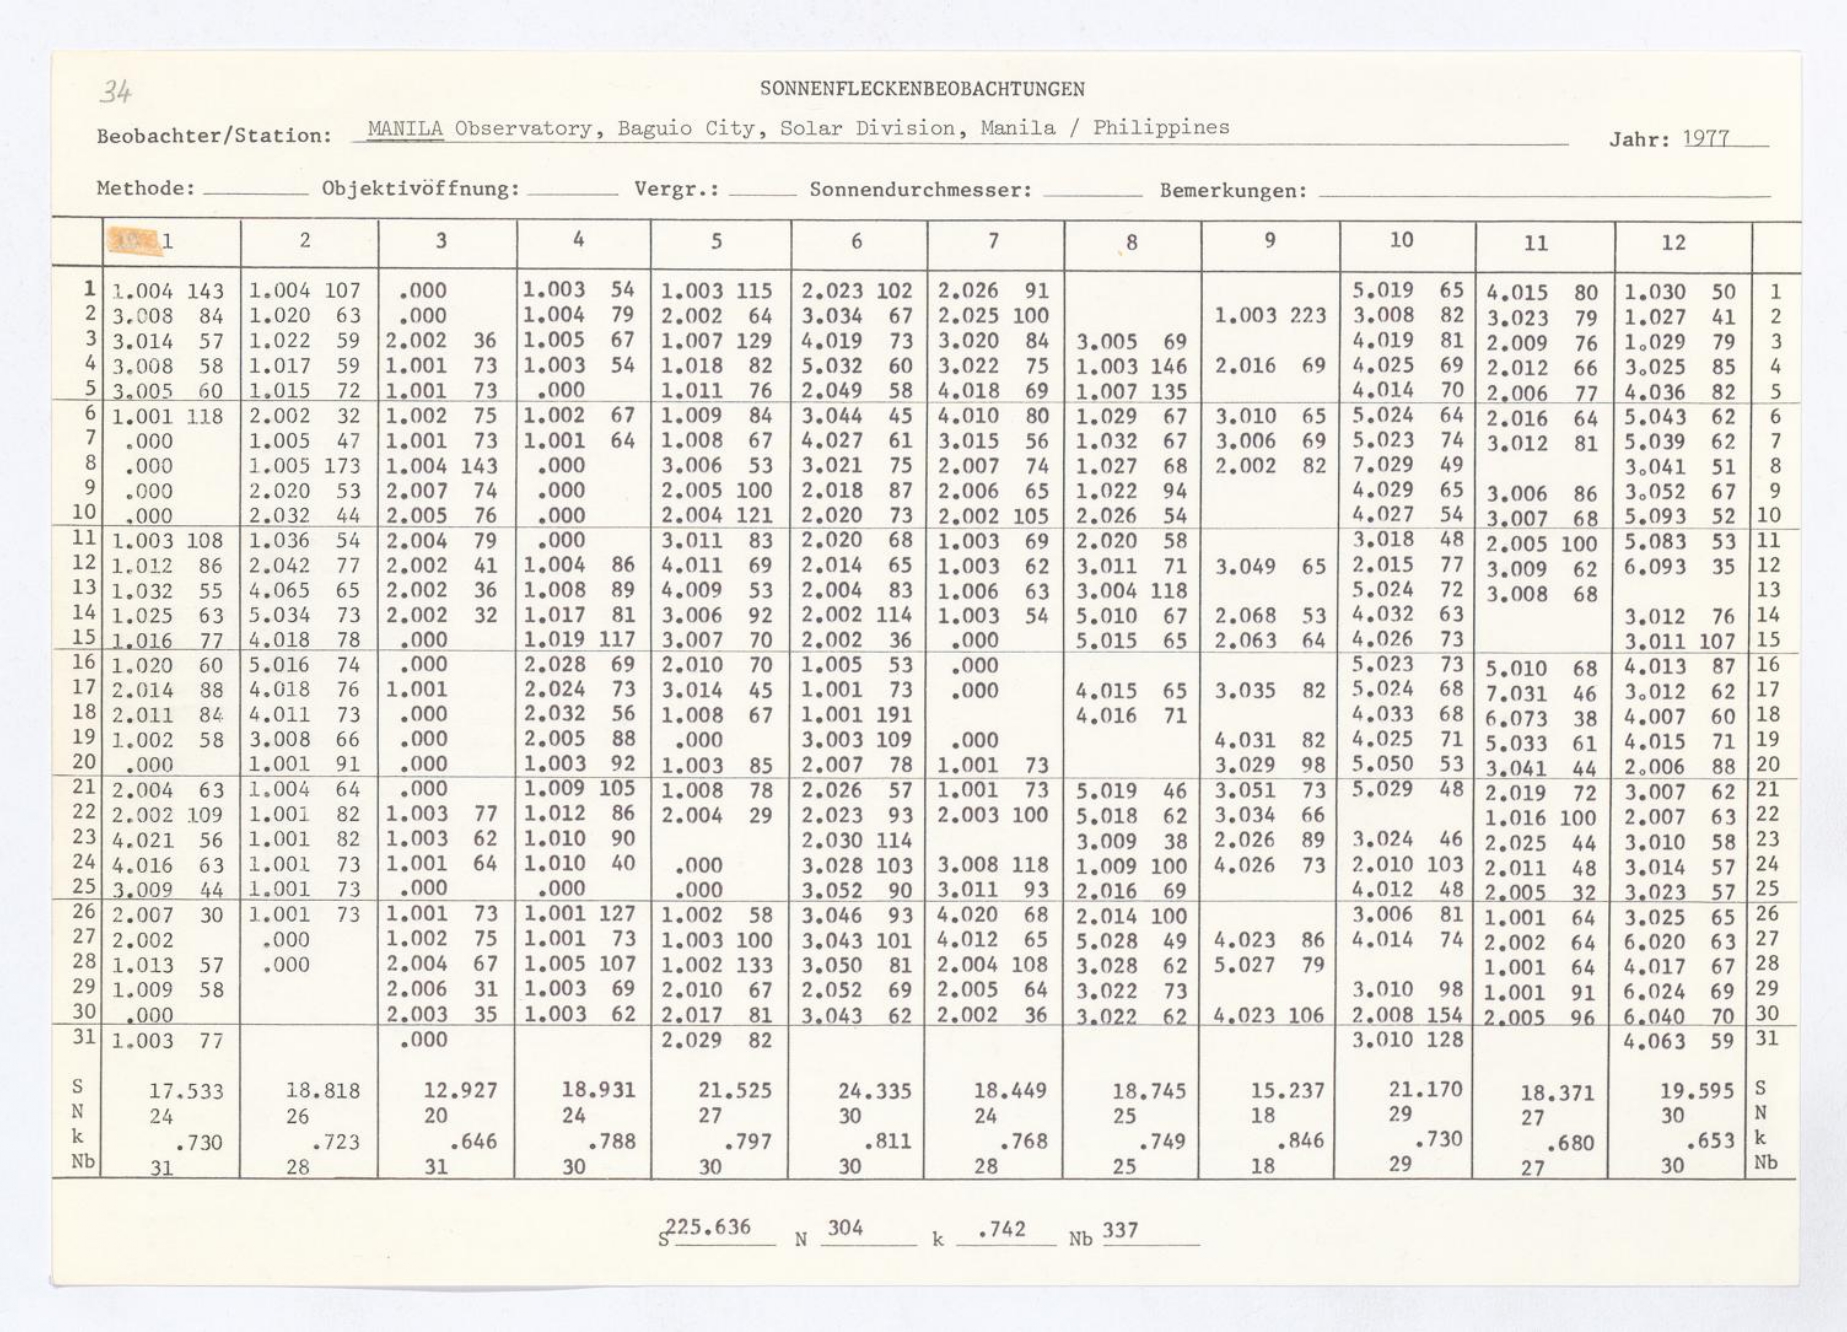 34
SONNENFLECKENBEOBACHTUNGEN
Beobachter/Station: MANILA Observatory, Baguio City, Solar Division, Manila / Philippines Jahr: 1977
Methode: Objektivöffnung: Vergr.: Sonnendurchmesser: Bemerkungen:
1 2 3 4 5 6 7 8 9 10 11 12
1 1.004 143 1.004 107 .000 1.003 54 1.003 115 2.023 102 2.026 91 5.019 65 4.015 80 1.030 50 1
2 3.008 84 1.020 63 .000 1.004 79 2.002 64 3.034 67 2.025 100 1.003 223 3.008 82 3.023 79 1.027 41 2
3 3.014 57 1.022 59 2.002 36 1.005 67 1.007 129 4.019 73 3.020 84 3.005 69 4.019 81 2.009 76 1.029 79 3
4 3.008 58 1.017 59 1.001 73 1.003 54 1.018 82 5.032 60 3.022 75 1.003 146 2.016 69 4.025 69 2.012 66 3.025 85 4
5 3.005 60 1.015 72 1.001 73 .000 1.011 76 2.049 58 4.018 69 1.007 135 4.014 70 2.006 77 4.036 82 5
6 1.001 118 2.002 32 1.002 75 1.002 67 1.009 84 3.044 45 4.010 80 1.029 67 3.010 65 5.024 64 2.016 64 5.043 62 6
7 .000 1.005 47 1.001 73 1.001 64 1.008 67 4.027 61 3.015 56 1.032 67 3.006 69 5.023 74 3.012 81 5.039 62 7
8 .000 1.005 173 1.004 143 .000 3.006 53 3.021 75 2.007 74 1.027 68 2.002 82 7.029 49 3.041 51 8
9 .000 2.020 53 2.007 74 .000 2.005 100 2.018 87 2.006 65 1.022 94 4.029 65 3.006 86 3.052 67 9
10 .000 2.032 44 2.005 76 .000 2.004 121 2.020 73 2.002 105 2.026 54 4.027 54 3.007 68 5.093 52 10
11 1.003 108 1.036 54 2.004 79 .000 3.011 83 2.020 68 1.003 69 2.020 58 3.018 48 2.005 100 5.083 53 11
12 1.012 86 2.042 77 2.002 41 1.004 86 4.011 69 2.014 65 1.003 62 3.011 71 3.049 65 2.015 77 3.009 62 6.093 35 12
13 1.032 55 4.065 65 2.002 36 1.008 89 4.009 53 2.004 83 1.006 63 3.004 118 5.024 72 3.008 68 13
14 1.025 63 5.034 73 2.002 32 1.017 81 3.006 92 2.002 114 1.003 54 5.010 67 2.068 53 4.032 63 3.012 76 14
15 1.016 77 4.018 78 .000 1.019 117 3.007 70 2.002 36 .000 5.015 65 2.063 64 4.026 73 3.011 107 15
16 1.020 60 5.016 74 .000 2.028 69 2.010 70 1.005 53 .000 5.023 73 5.010 68 4.013 87 16
17 2.014 88 4.018 76 1.001 2.024 73 3.014 45 1.001 73 .000 4.015 65 3.035 82 5.024 68 7.031 46 3.012 62 17
18 2.011 84 4.011 73 .000 2.032 56 1.008 67 1.001 191 4.016 71 4.033 68 6.073 38 4.007 60 18
19 1.002 58 3.008 66 .000 2.005 88 .000 3.003 109 .000 4.031 82 4.025 71 5.033 61 4.015 71 19
20 .000 1.001 91 .000 1.003 92 1.003 85 2.007 78 1.001 73 3.029 98 5.050 53 3.041 44 2.006 88 20
21 2.004 63 1.004 64 .000 1.009 105 1.008 78 2.026 57 1.001 73 5.019 46 3.051 73 5.029 48 2.019 72 3.007 62 21
22 2.002 109 1.001 82 1.003 77 1.012 86 2.004 29 2.023 93 2.003 100 5.018 62 3.034 66 1.016 100 2.007 63 22
23 4.021 56 1.001 82 1.003 62 1.010 90 2.030 114 3.009 38 2.026 89 3.024 46 2.025 44 3.010 58 23
24 4.016 63 1.001 73 1.001 64 1.010 40 .000 3.028 103 3.008 118 1.009 100 4.026 73 2.010 103 2.011 48 3.014 57 24
25 3.009 44 1.001 73 .000 .000 .000 3.052 90 3.011 93 2.016 69 4.012 48 2.005 32 3.023 57 25
26 2.007 30 1.001 73 1.001 73 1.001 127 1.002 58 3.046 93 4.020 68 2.014 100 3.006 81 1.001 64 3.025 65 26
27 2.002 .000 1.002 75 1.001 73 1.003 100 3.043 101 4.012 65 5.028 49 4.023 86 4.014 74 2.002 64 6.020 63 27
28 1.013 57 .000 2.004 67 1.005 107 1.002 133 3.050 81 2.004 108 3.028 62 5.027 79 1.001 64 4.017 67 28
29 1.009 58 2.006 31 1.003 69 2.010 67 2.052 69 2.005 64 3.022 73 3.010 98 1.001 91 6.024 69 29
30 .000 2.003 35 1.003 62 2.017 81 3.043 62 2.002 36 3.022 62 4.023 106 2.008 154 2.005 96 6.040 70 30
31 1.003 77 .000 2.029 82 3.010 128 4.063 59 31
S 17.533 18.818 12.927 18.931 21.525 24.335 18.449 18.745 15.237 21.170 18.371 19.595 S
N 24 26 20 24 27 30 24 25 18 29 27 30 N
k .730 .723 .646 .788 .797 .811 .768 .749 .846 .730 .680 .653 k
Nb 31 28 31 30 30 30 28 25 18 29 27 30 Nb
S 225.636 N 304 k .742 Nb 337